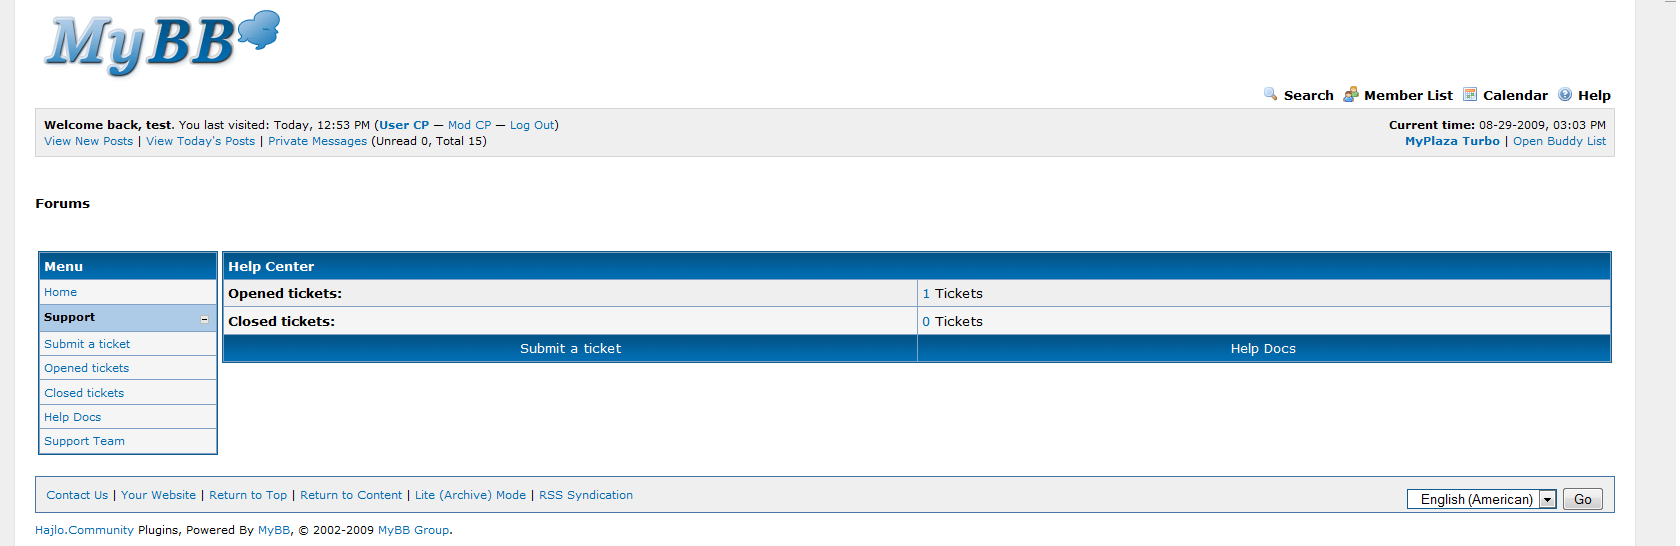 MyBB
Search Member List Calendar Help
Welcome back, test. You last visited: Today, 12:53 PM (User CP — Mod CP — Log Out)
Current time: 08-29-2009, 03:03 PM
View New Posts | View Today's Posts | Private Messages (Unread 0, Total 15)
MyPlaza Turbo | Open Buddy List
Forums
Menu
Home
Support
Submit a ticket
Opened tickets
Closed tickets
Help Docs
Support Team
Help Center
Opened tickets: 1 Tickets
Closed tickets: 0 Tickets
Submit a ticket Help Docs
Contact Us | Your Website | Return to Top | Return to Content | Lite (Archive) Mode | RSS Syndication
English (American) Go
Hajlo.Community Plugins, Powered By MyBB, © 2002-2009 MyBB Group.